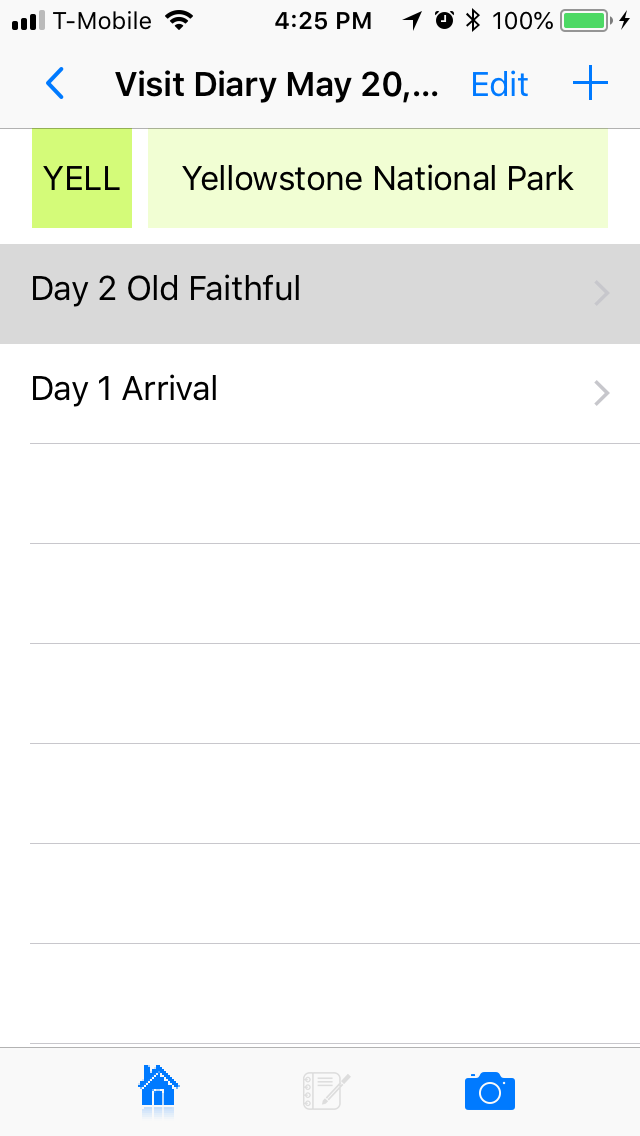 T-Mobile 4:25 PM 100%
Visit Diary May 20,... Edit
YELL Yellowstone National Park
Day 2 Old Faithful
Day 1 Arrival